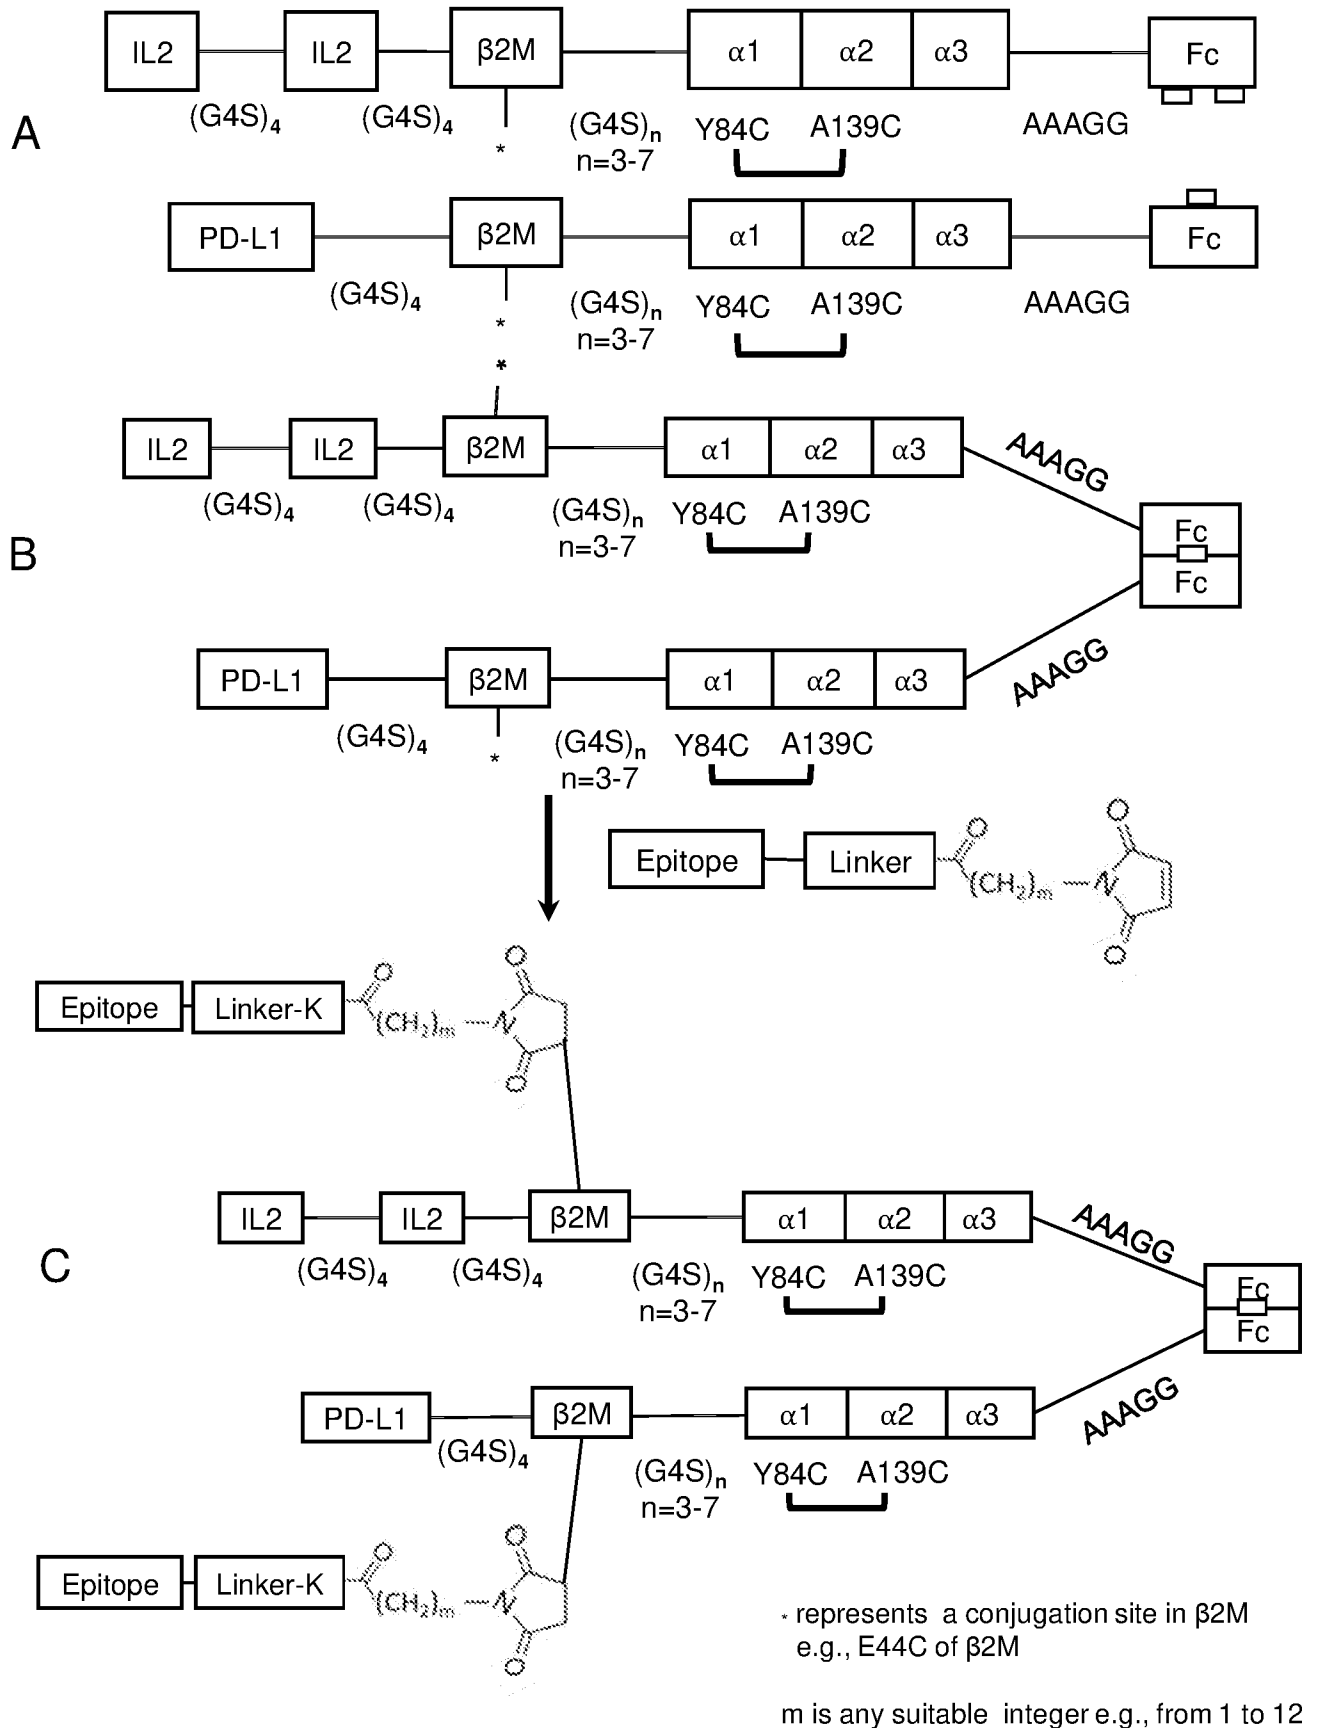 IL2 IL2 β2M α1 α2 α3 Fc
(G4S)4 (G4S)4 (G4S)n Y84C A139C AAAGG
A
* n=3-7
PD-L1 β2M α1 α2 α3 Fc
(G4S)4 (G4S)n Y84C A139C AAAGG
* n=3-7
*
IL2 IL2 β2M α1 α2 α3 AAAGG
(G4S)4 (G4S)4 (G4S)n Y84C A139C
n=3-7
Fc
B
Fc
PD-L1 β2M α1 α2 α3 AAAGG
(G4S)4 (G4S)n Y84C A139C
* n=3-7
O O
Epitope Linker (CH2)m N
O
O O
Epitope Linker-K (CH2)m N
O
IL2 IL2 β2M α1 α2 α3 AAAGG
C
(G4S)4 (G4S)4 (G4S)n Y84C A139C
n=3-7
Fc
Fc
PD-L1 β2M α1 α2 α3 AAAGG
(G4S)4 (G4S)n Y84C A139C
n=3-7
O O
Epitope Linker-K (CH2)m N
O
* represents a conjugation site in β2M
e.g., E44C of β2M
m is any suitable integer e.g., from 1 to 12